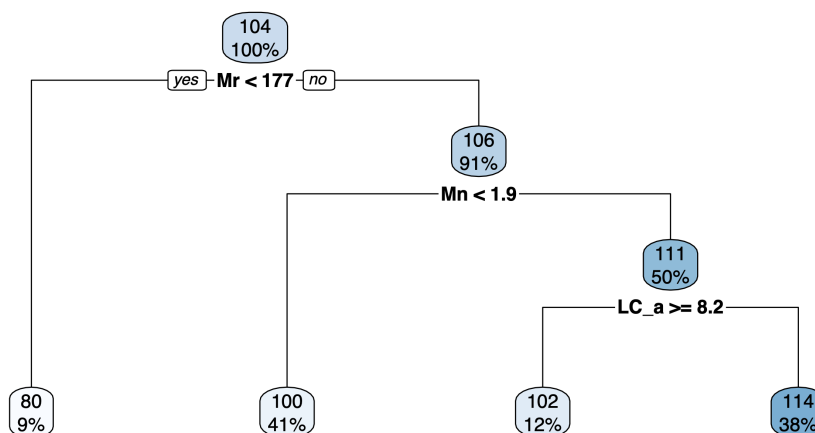 104
100%
yes Mr < 177 no
106
91%
Mn < 1.9
111
50%
LC_a >= 8.2
80 100 102 114
9% 41% 12% 38%